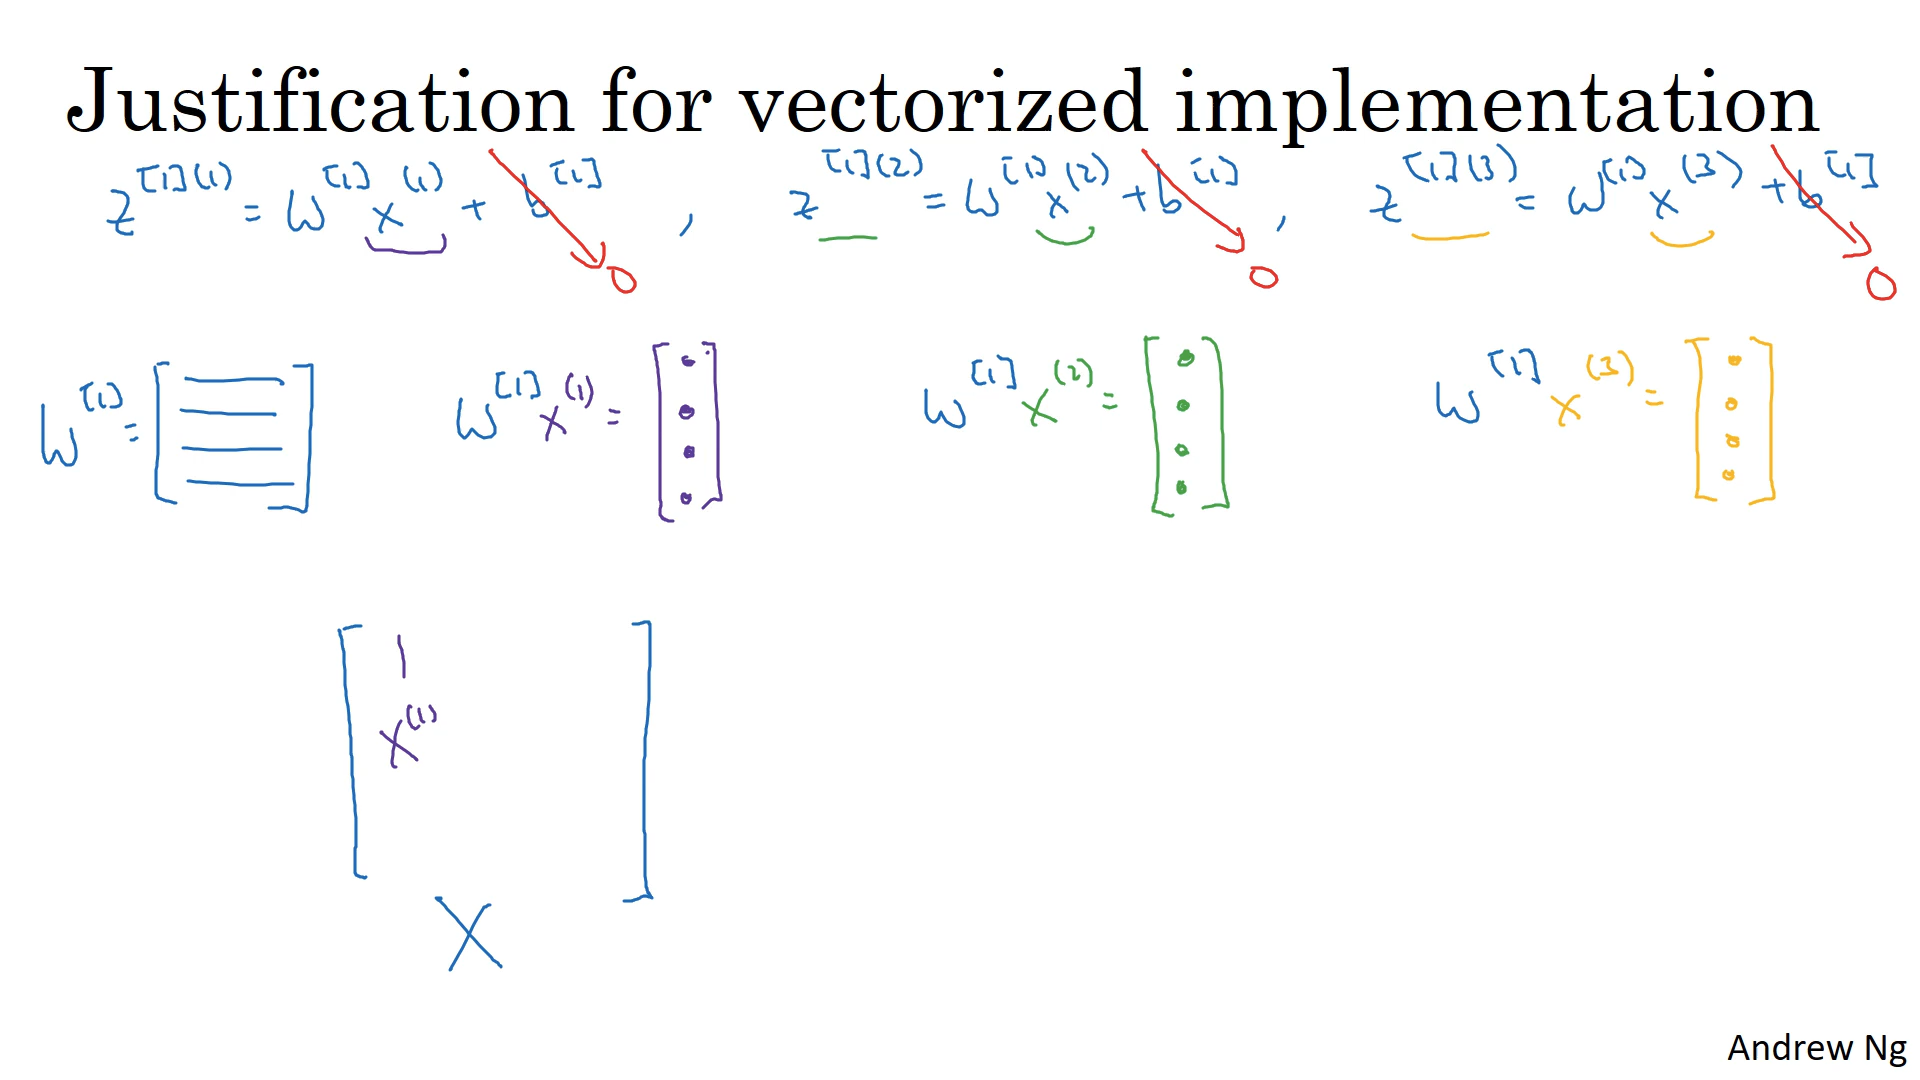 Justification for vectorized implementation
z^[1](1) = W^[1] x^(1) + b^[1] , z^[1](2) = W^[1] x^(2) + b^[1] , z^[1](3) = W^[1] x^(3) + b^[1]
0 0 0
W^[1] = [ ] W^[1] x^(1) = [ ] W^[1] x^(2) = [ ] W^[1] x^(3) = [ ]
x^(1)
X
Andrew Ng